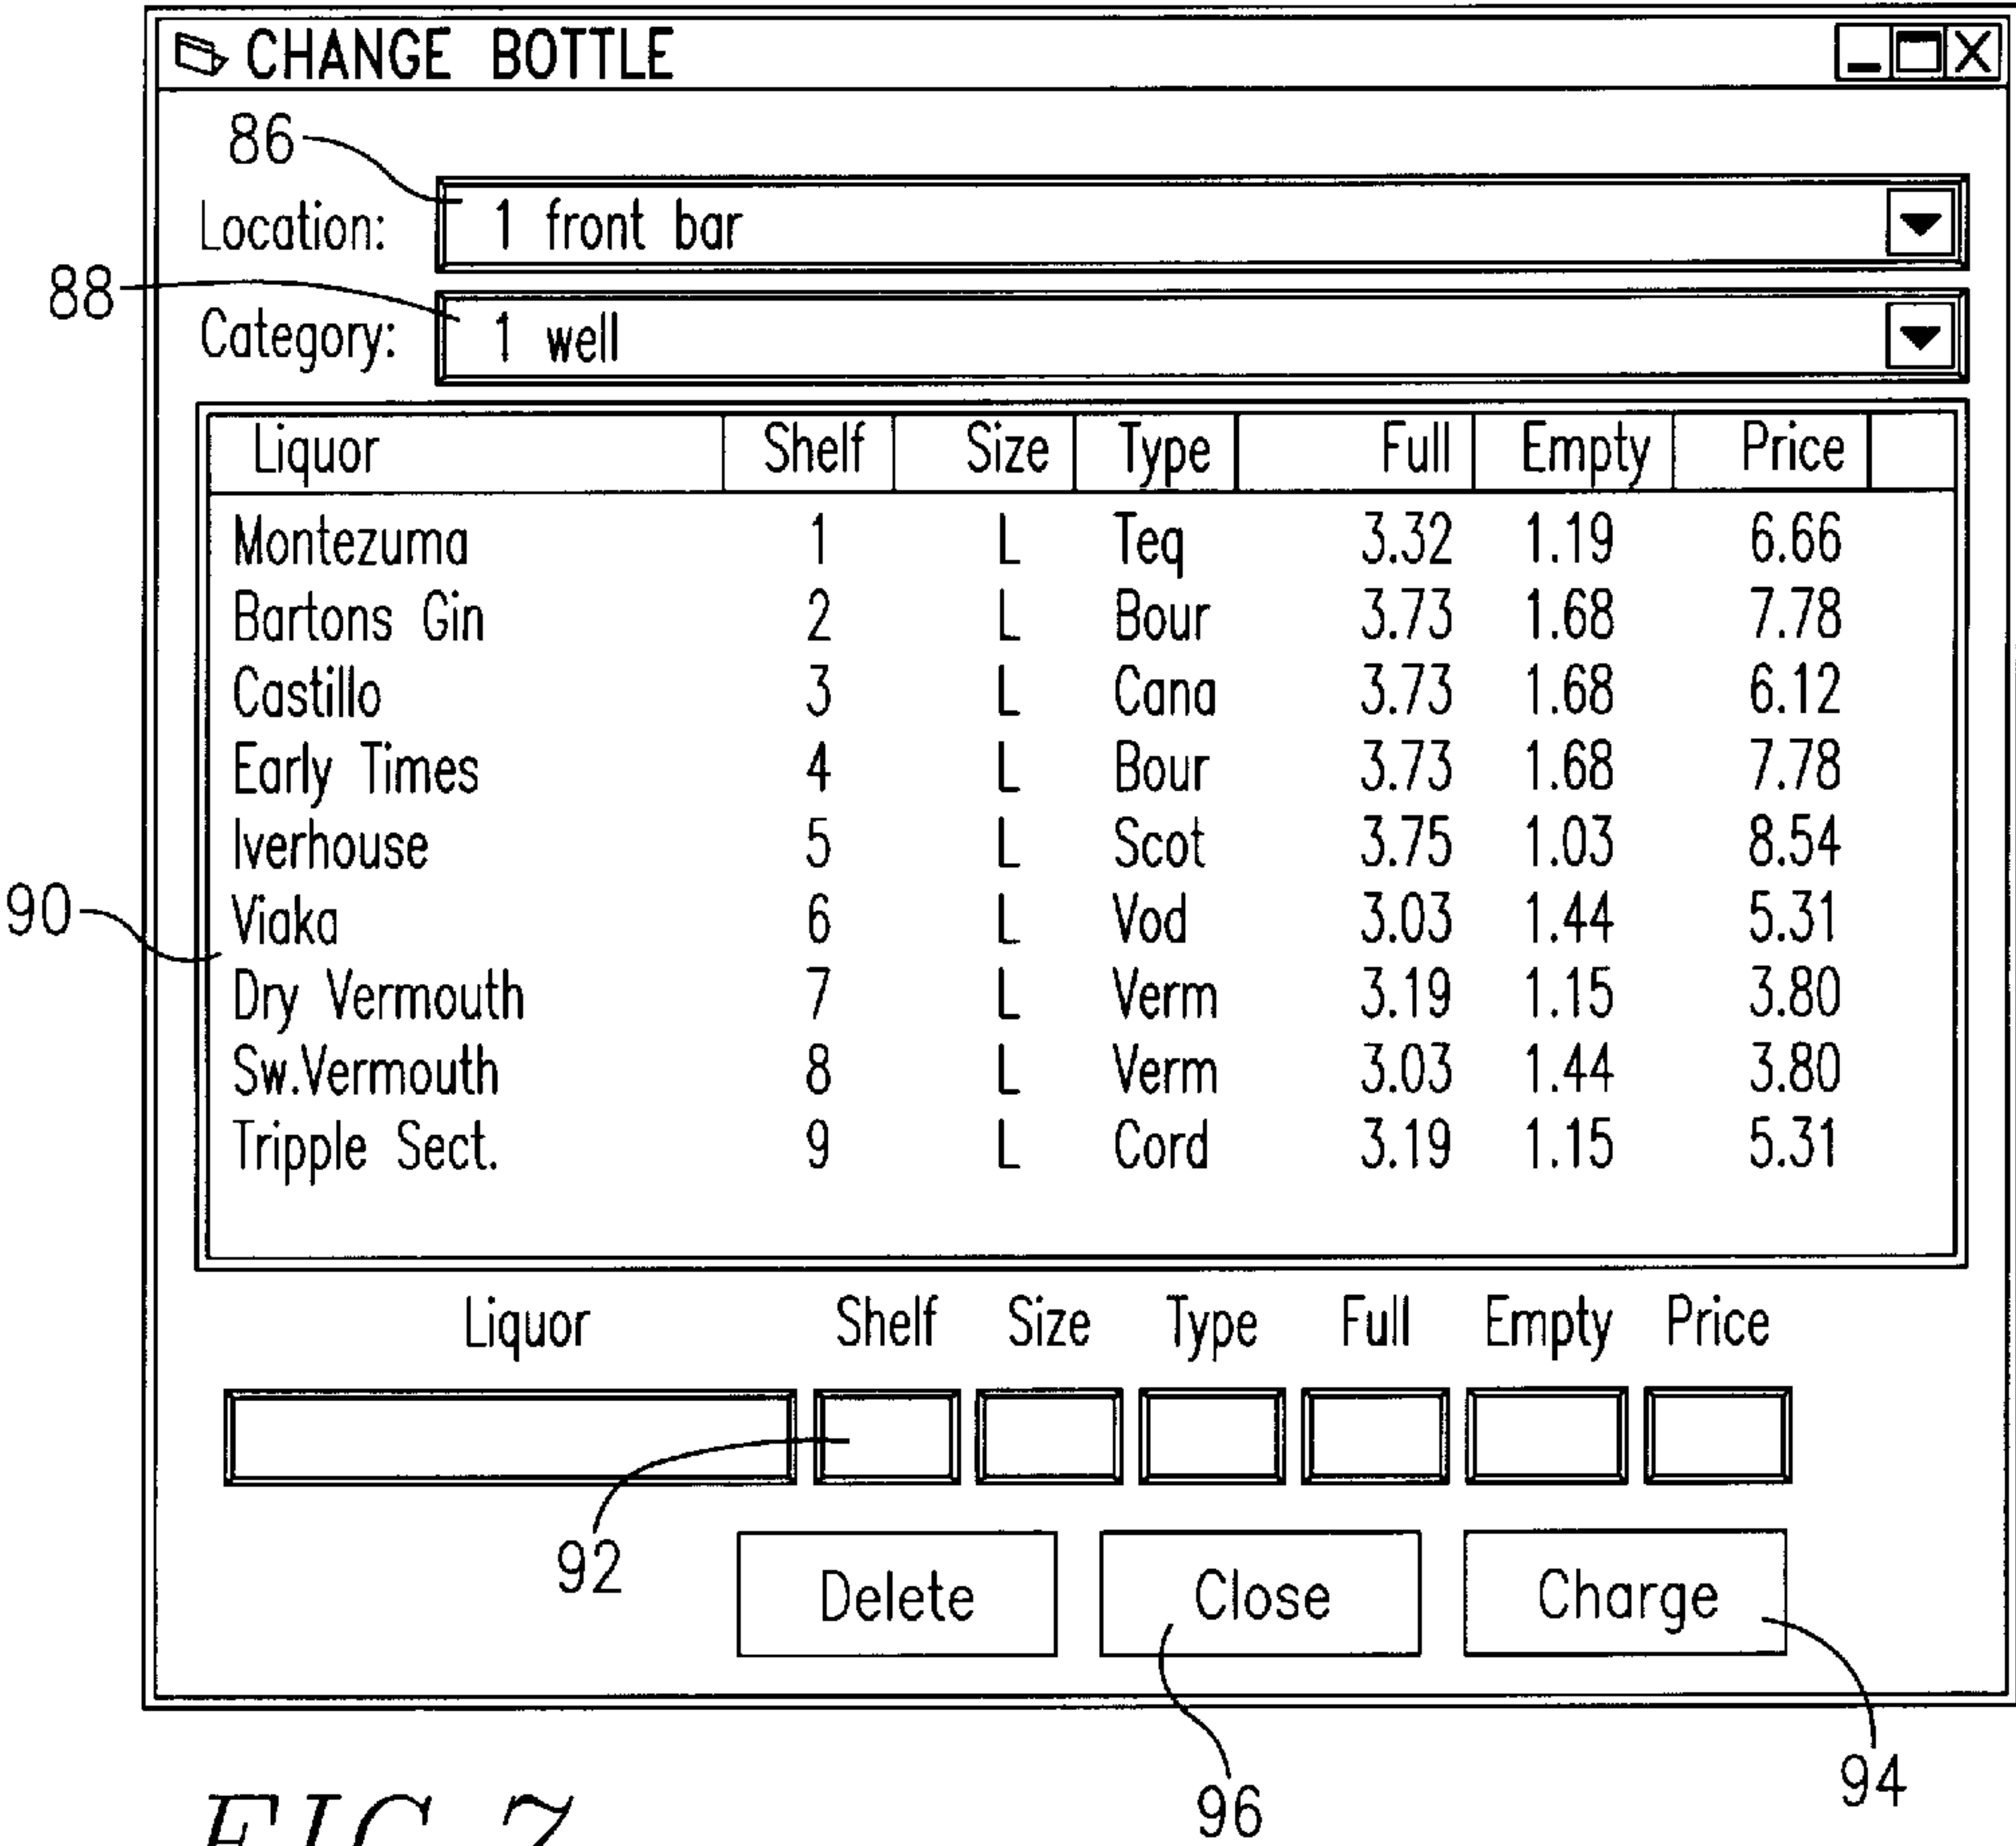 CHANGE BOTTLE
86
Location: 1 front bar
88
Category: 1 well
Liquor Shelf Size Type Full Empty Price
Montezuma 1 L Teq 3.32 1.19 6.66
Bartons Gin 2 L Bour 3.73 1.68 7.78
Castillo 3 L Cana 3.73 1.68 6.12
Early Times 4 L Bour 3.73 1.68 7.78
Iverhouse 5 L Scot 3.75 1.03 8.54
90
Viaka 6 L Vod 3.03 1.44 5.31
Dry Vermouth 7 L Verm 3.19 1.15 3.80
Sw.Vermouth 8 L Verm 3.03 1.44 3.80
Tripple Sect. 9 L Cord 3.19 1.15 5.31
Liquor Shelf Size Type Full Empty Price
92
Delete Close Charge
94
96
FIG. 7